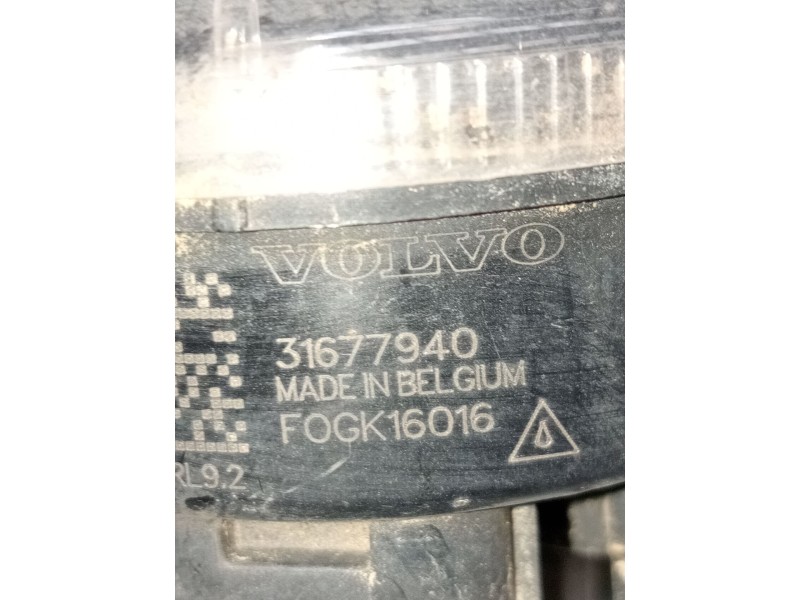 VOLVO
31677940
MADE IN BELGIUM
FOGK16016
RL9.2